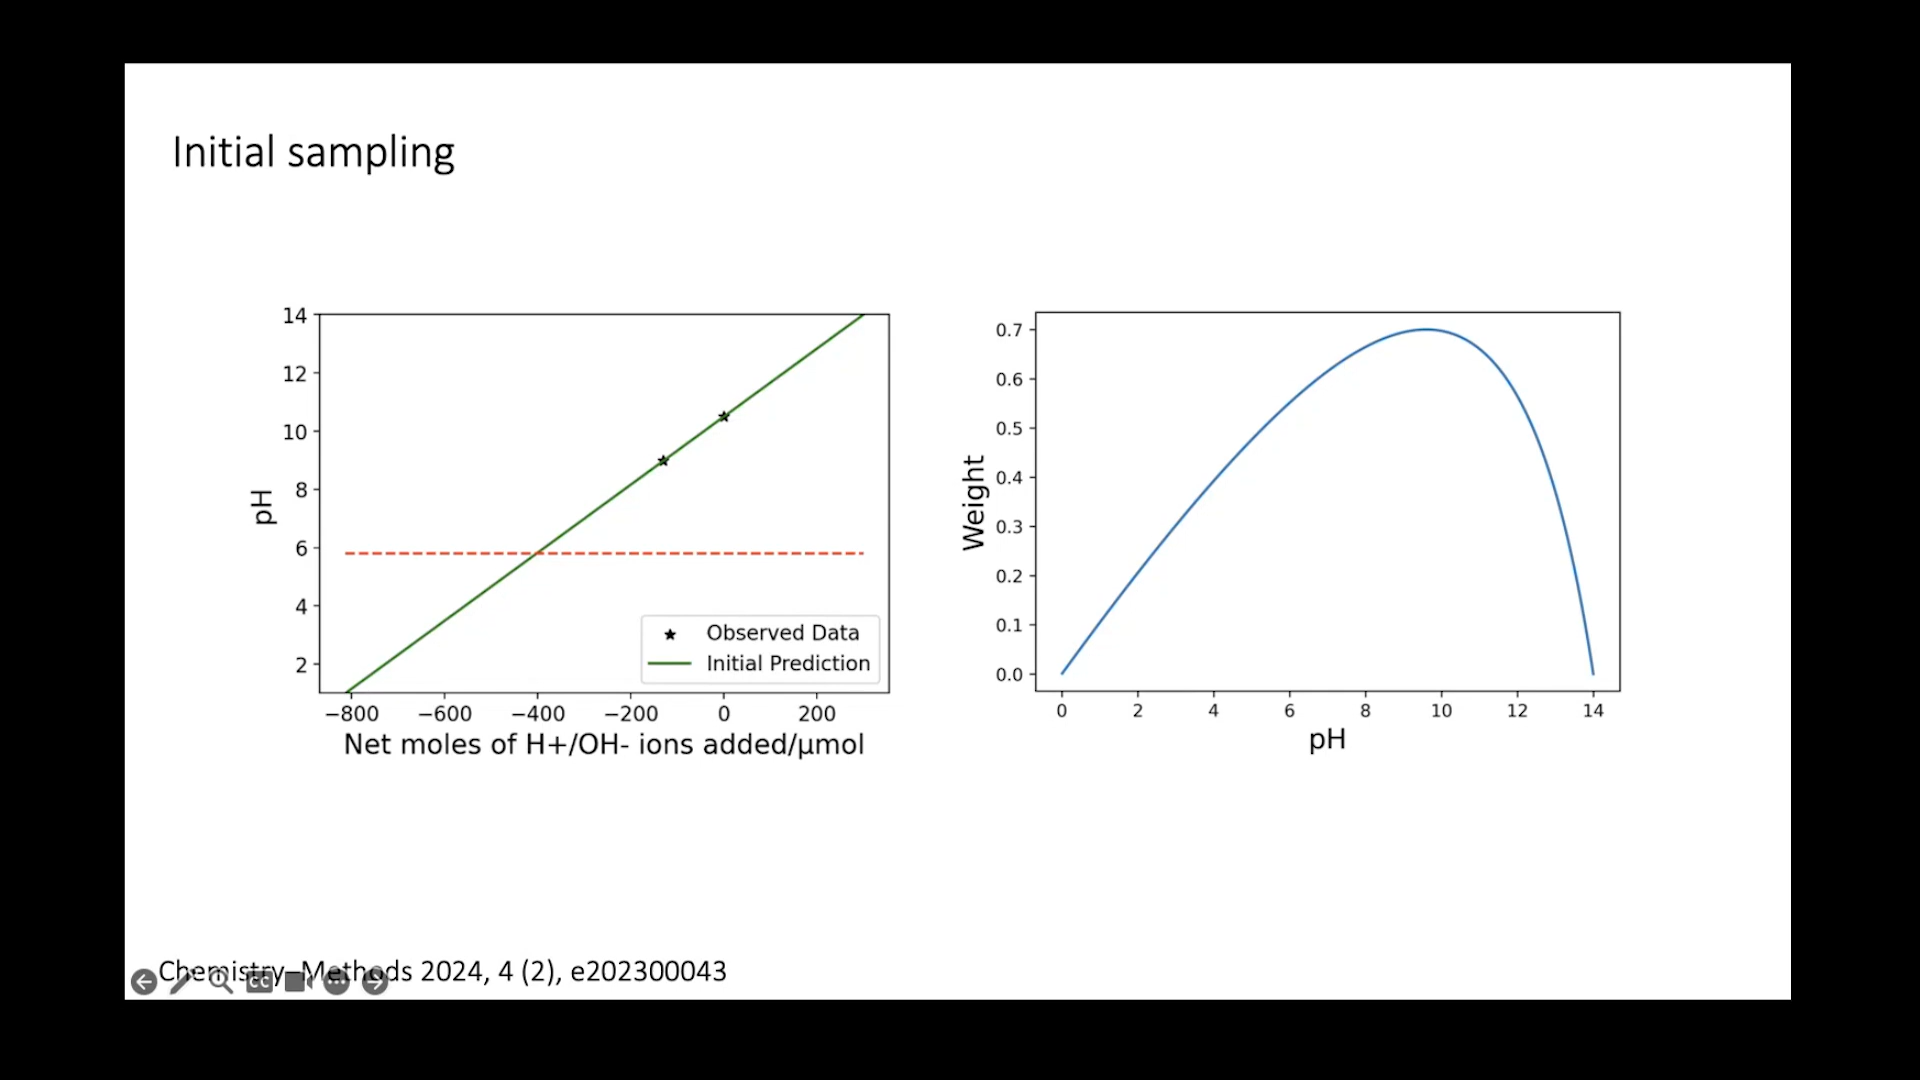 Initial sampling
14
12
10
8
6
4
2
pH
Observed Data
Initial Prediction
−800 −600 −400 −200 0 200
Net moles of H+/OH- ions added/μmol
0.7
0.6
0.5
0.4
0.3
0.2
0.1
0.0
Weight
0 2 4 6 8 10 12 14
pH
Chemistry–Methods 2024, 4 (2), e202300043
CC